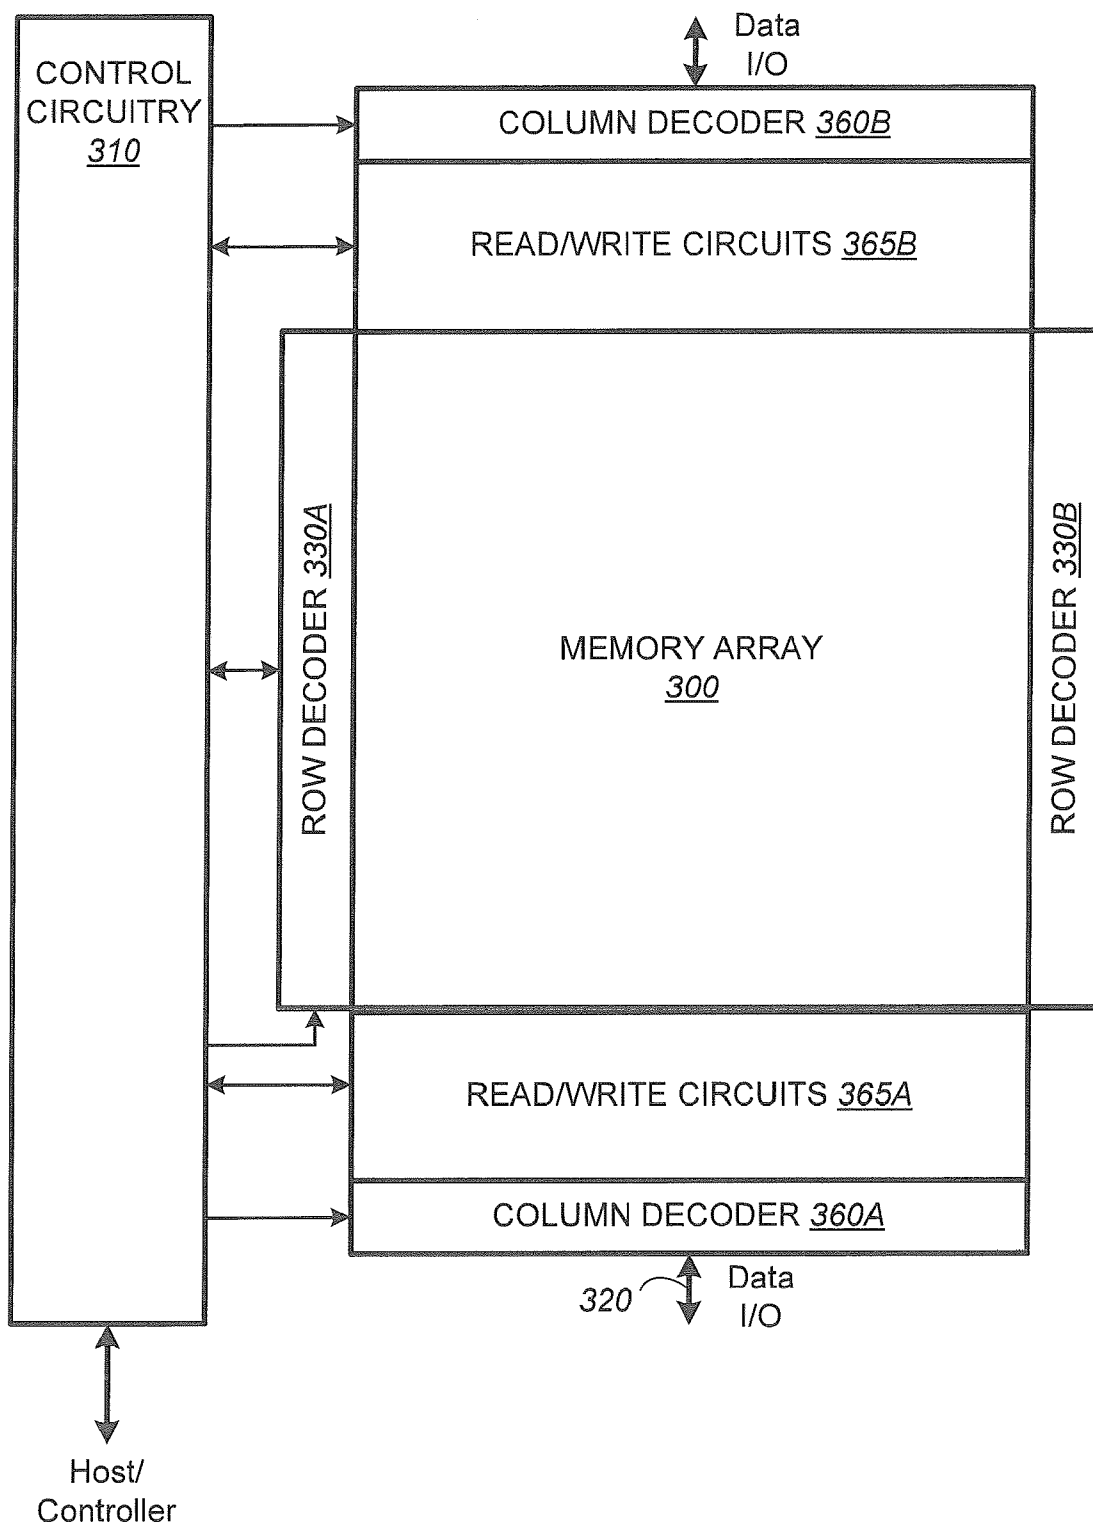 CONTROL
CIRCUITRY
310
Data
I/O
COLUMN DECODER 360B
READ/WRITE CIRCUITS 365B
ROW DECODER 330A
MEMORY ARRAY
300
ROW DECODER 330B
READ/WRITE CIRCUITS 365A
COLUMN DECODER 360A
320
Data
I/O
Host/
Controller